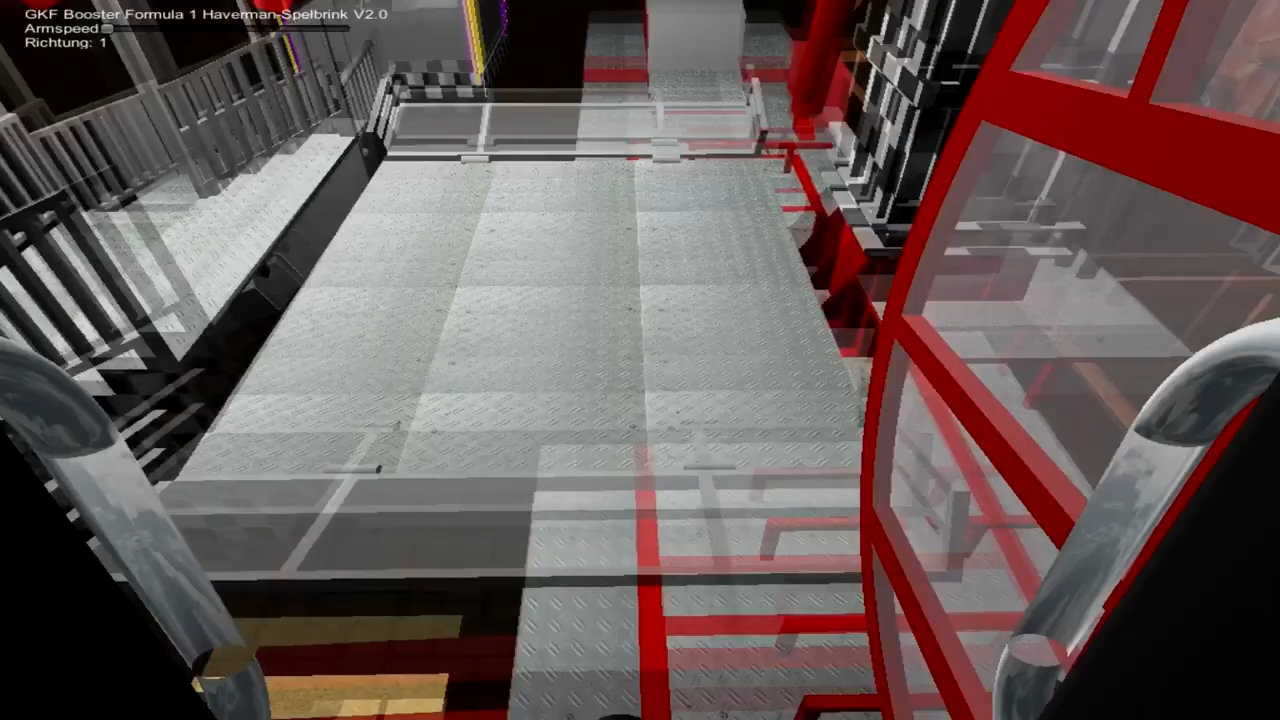 GKF Booster Formula 1 Haverman-Spelbrink V2.0
Armspeed
Richtung: 1